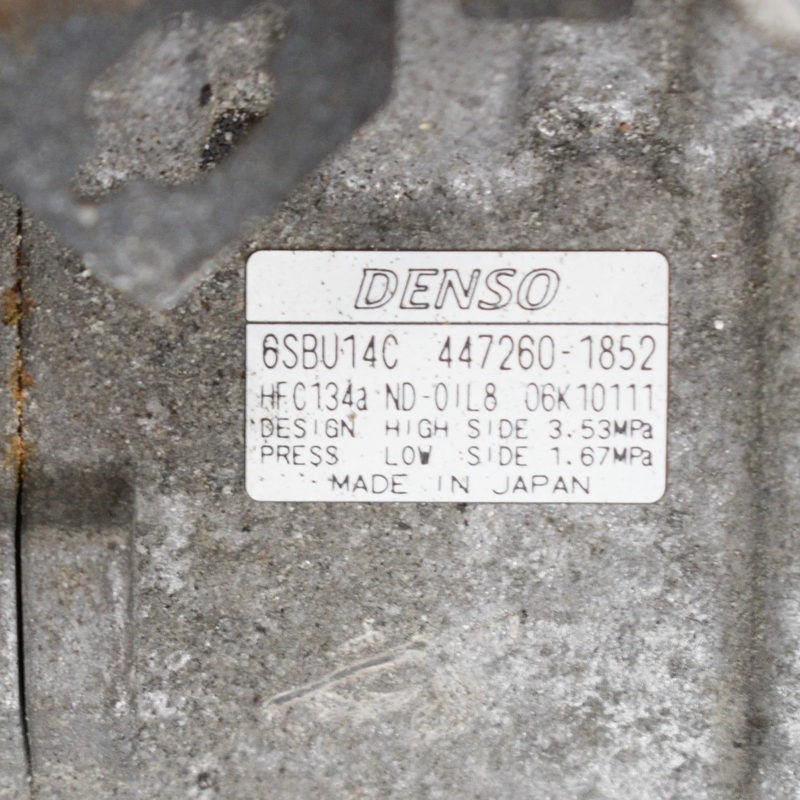 DENSO
6SBU14C 447260-1852
HFC134a ND-OIL8 06K10111
DESIGN HIGH SIDE 3.53MPa
PRESS LOW SIDE 1.67MPa
MADE IN JAPAN